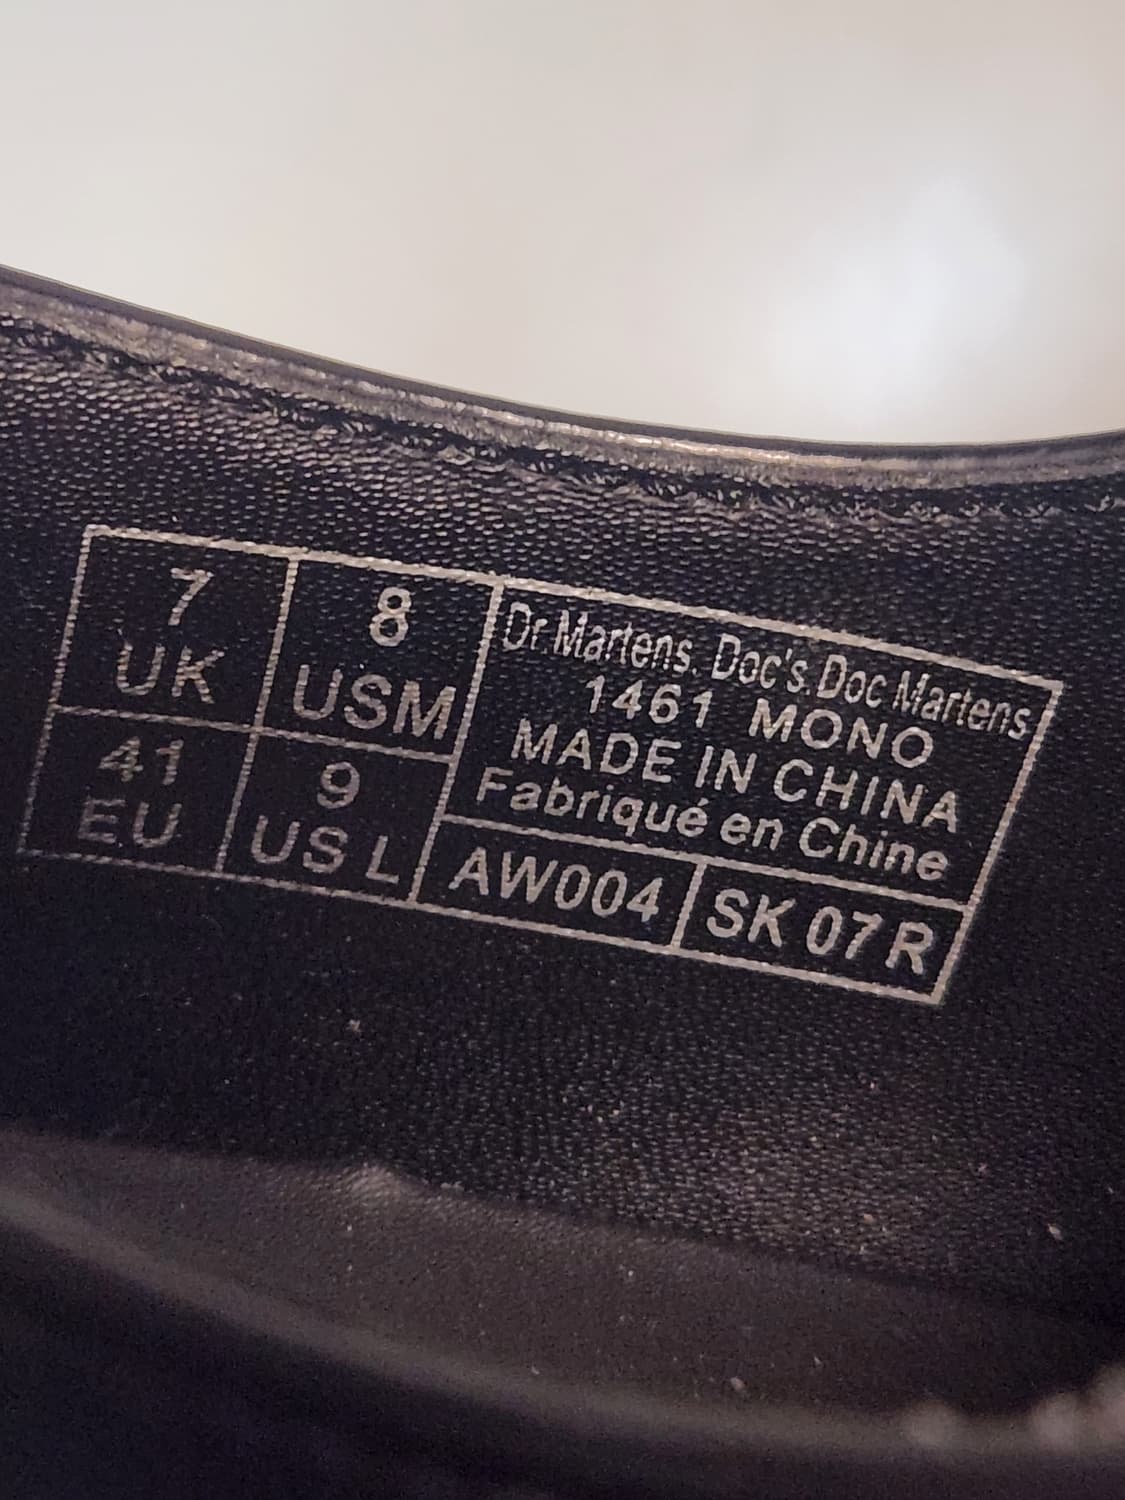 7
UK
8
USM
41
EU
9
US L
Dr. Martens, Doc's, Doc Martens
1461 MONO
MADE IN CHINA
Fabriqué en Chine
AW004
SK 07 R